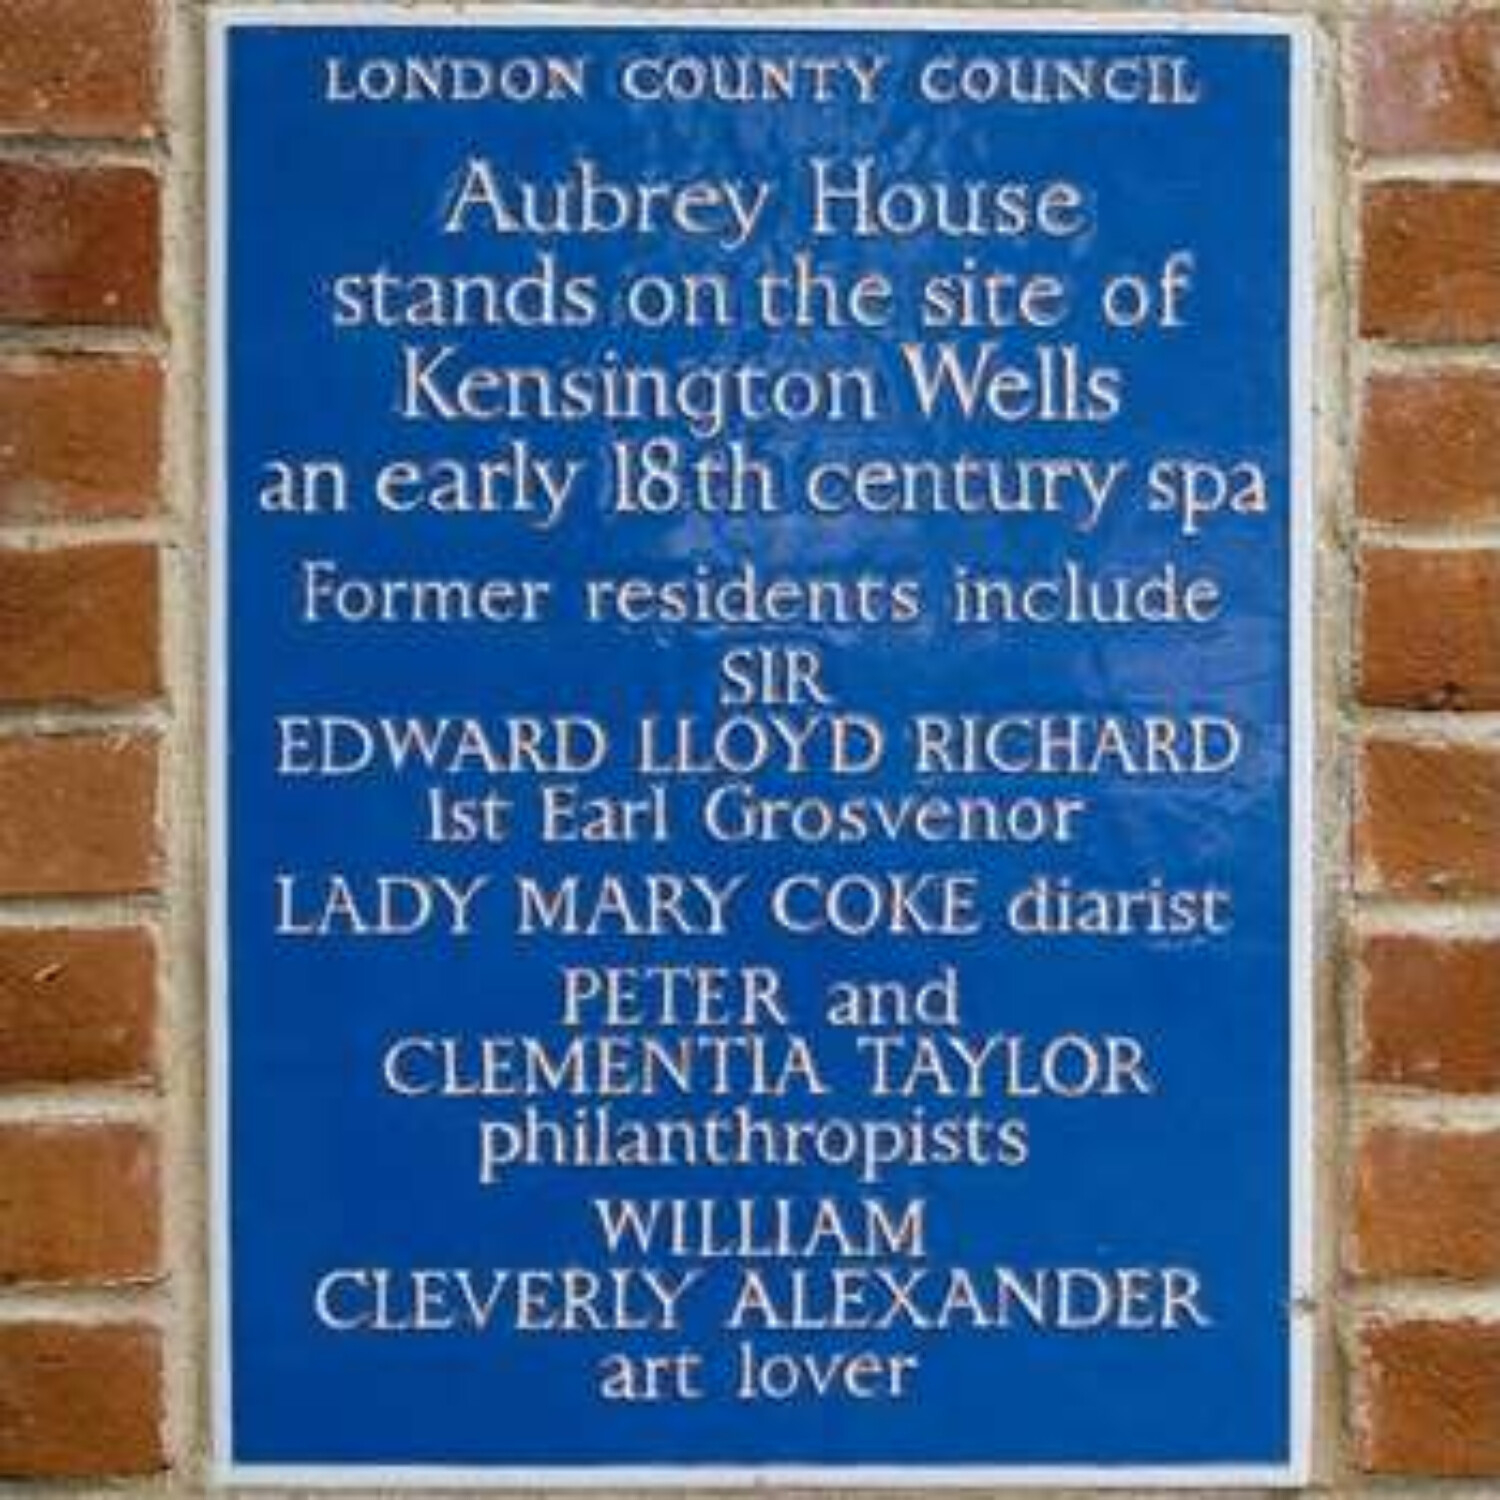 LONDON COUNTY COUNCIL
Aubrey House
stands on the site of
Kensington Wells
an early 18th century spa
Former residents include
SIR
EDWARD LLOYD RICHARD
1st Earl Grosvenor
LADY MARY COKE diarist
PETER and
CLEMENTIA TAYLOR
philanthropists
WILLIAM
CLEVERLY ALEXANDER
art lover